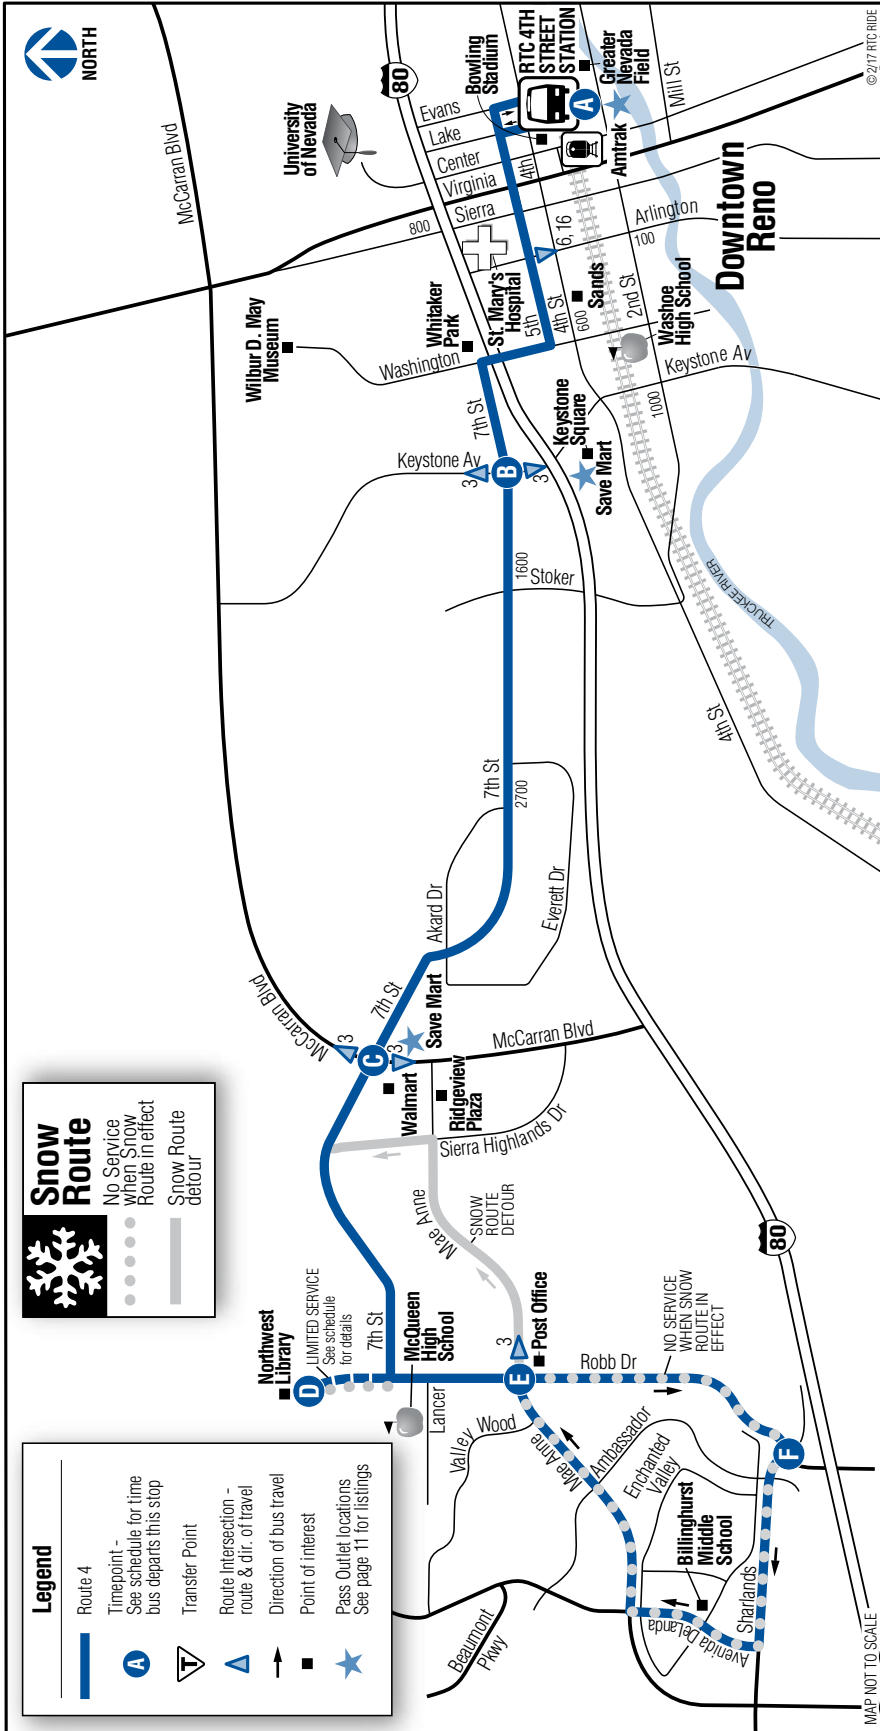 Legend
Route 4
A
Timepoint -
See schedule for time
bus departs this stop
T
Transfer Point
Route Intersection -
route & dir. of travel
Direction of bus travel
Point of interest
Pass Outlet locations
See page 11 for listings
Snow
Route
No Service
when Snow
Route in effect
Snow Route
detour
NORTH
McCarran Blvd
Wilbur D. May
Museum
University
of Nevada
80
Evans
Lake
Center
Virginia
Sierra
800
Bowling
Stadium
RTC 4TH
STREET
STATION
A
Greater
Nevada
Field
Amtrak
Mill St
4th
6, 16
Arlington
100
St. Mary's
Hospital
Whitaker
Park
Washington
5th
4th St
600
Sands
2nd St
Washoe
High School
Downtown
Reno
Keystone Av
1000
Keystone
Square
Save Mart
7th St
Keystone Av
3
B
3
1600
Stoker
TRUCKEE RIVER
4th St
7th St
2700
Akard Dr
Everett Dr
7th St
McCarran Blvd
3
C
3
Save Mart
McCarran Blvd
Walmart
Ridgeview
Plaza
Sierra Highlands Dr
Mae Anne
SNOW
ROUTE
DETOUR
Northwest
Library
D
LIMITED SERVICE
See schedule
for details
7th St
McQueen
High
School
Lancer
3
Post Office
E
Robb Dr
NO SERVICE
WHEN SNOW
ROUTE IN
EFFECT
80
F
Valley Wood
Mae Anne
Ambassador
Enchanted
Valley
Billinghurst
Middle
School
Sharlands
Avenida DeLanda
Beaumont
Pkwy
MAP NOT TO SCALE
© 2/17 RTC RIDE